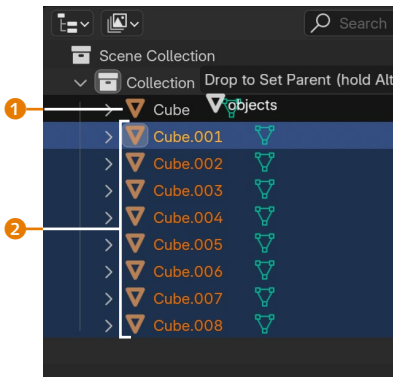 Search
Scene Collection
Collection Drop to Set Parent (hold Alt
1 Cube objects
Cube.001
Cube.002
Cube.003
Cube.004
2 Cube.005
Cube.006
Cube.007
Cube.008